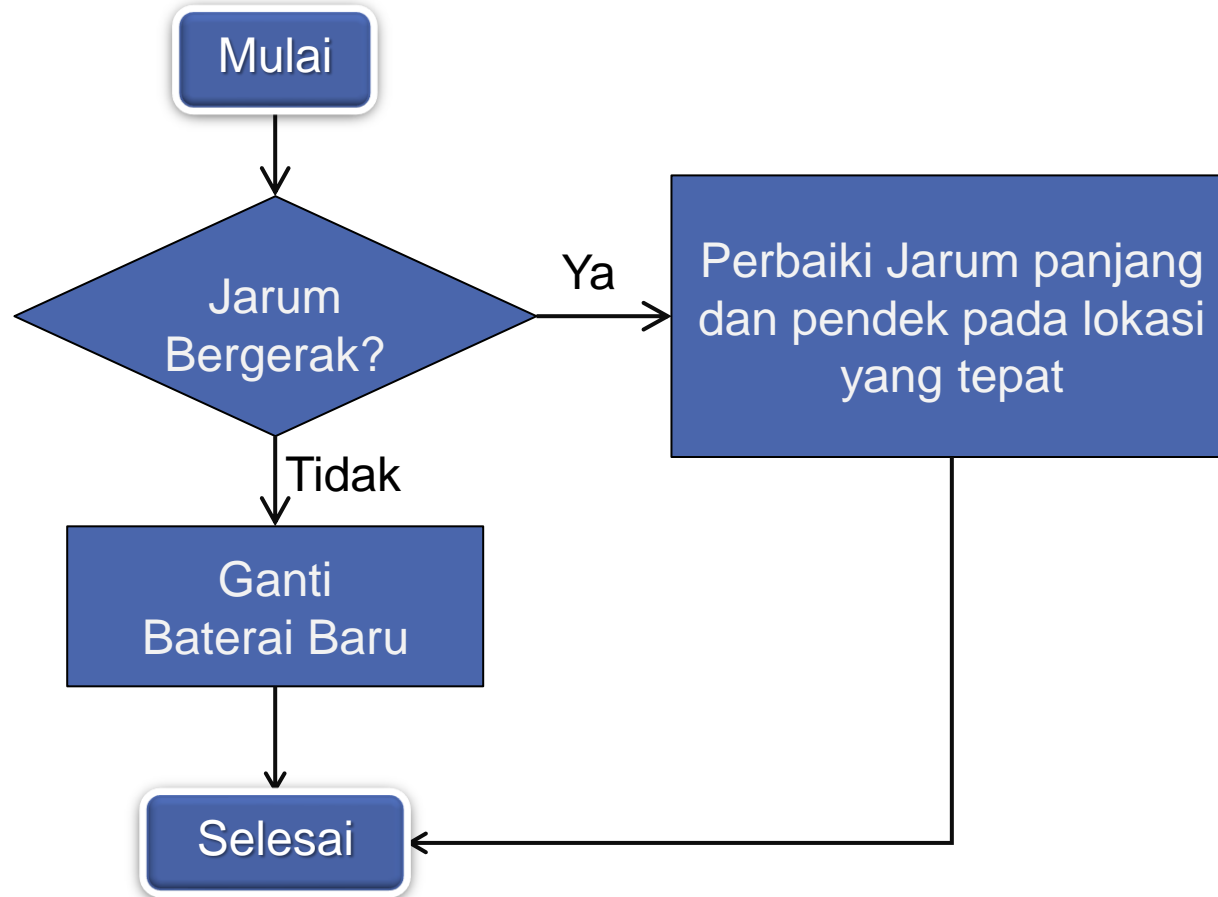 Mulai
Jarum
Bergerak?
Ya
Perbaiki Jarum panjang
dan pendek pada lokasi
yang tepat
Tidak
Ganti
Baterai Baru
Selesai